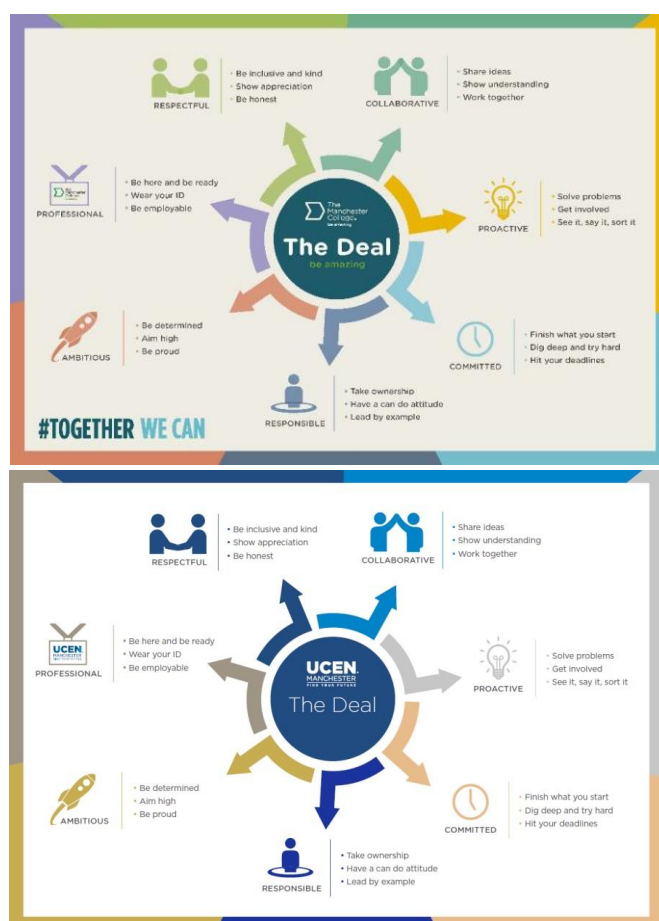 RESPECTFUL
• Be inclusive and kind
• Show appreciation
• Be honest
COLLABORATIVE
• Share ideas
• Show understanding
• Work together
PROFESSIONAL
• Be here and be ready
• Wear your ID
• Be employable
The
Manchester
College
The Deal
be amazing
PROACTIVE
• Solve problems
• Get involved
• See it, say it, sort it
AMBITIOUS
• Be determined
• Aim high
• Be proud
COMMITTED
• Finish what you start
• Dig deep and try hard
• Hit your deadlines
RESPONSIBLE
• Take ownership
• Have a can do attitude
• Lead by example
#TOGETHER WE CAN
RESPECTFUL
• Be inclusive and kind
• Show appreciation
• Be honest
COLLABORATIVE
• Share ideas
• Show understanding
• Work together
UCEN
MANCHESTER
PROFESSIONAL
• Be here and be ready
• Wear your ID
• Be employable
UCEN
MANCHESTER
FIND YOUR FUTURE
The Deal
PROACTIVE
• Solve problems
• Get involved
• See it, say it, sort it
AMBITIOUS
• Be determined
• Aim high
• Be proud
COMMITTED
• Finish what you start
• Dig deep and try hard
• Hit your deadlines
RESPONSIBLE
• Take ownership
• Have a can do attitude
• Lead by example